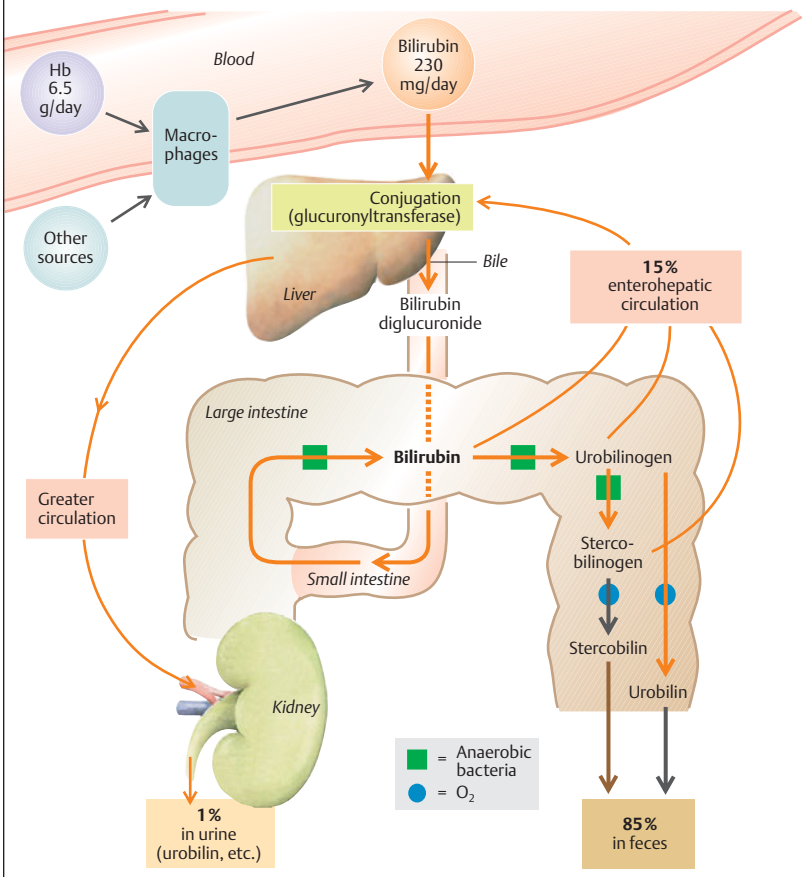 Blood
Hb
6.5
g/day
Bilirubin
230
mg/day
Macro-
phages
Other
sources
Conjugation
(glucuronyltransferase)
Bile
Liver
Bilirubin
diglucuronide
15%
enterohepatic
circulation
Large intestine
Bilirubin
Urobilinogen
Greater
circulation
Sterco-
bilinogen
Small intestine
Stercobilin
Urobilin
Kidney
= Anaerobic
bacteria
= O₂
1%
in urine
(urobilin, etc.)
85%
in feces